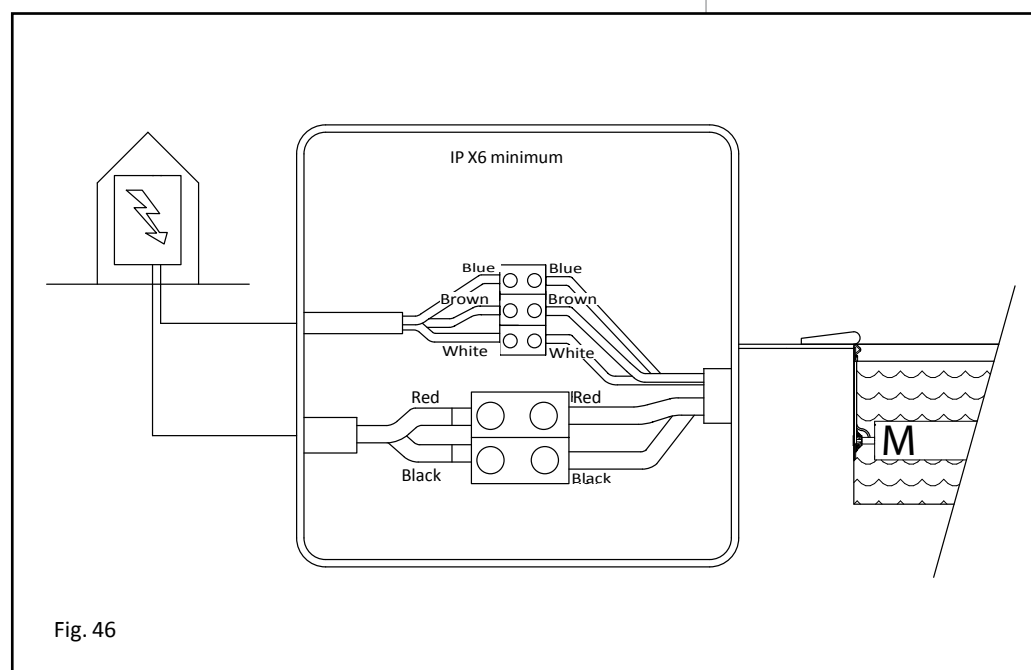 IP X6 minimum
Blue Blue
Brown Brown
White White
Red Red
Black Black
M
Fig. 46